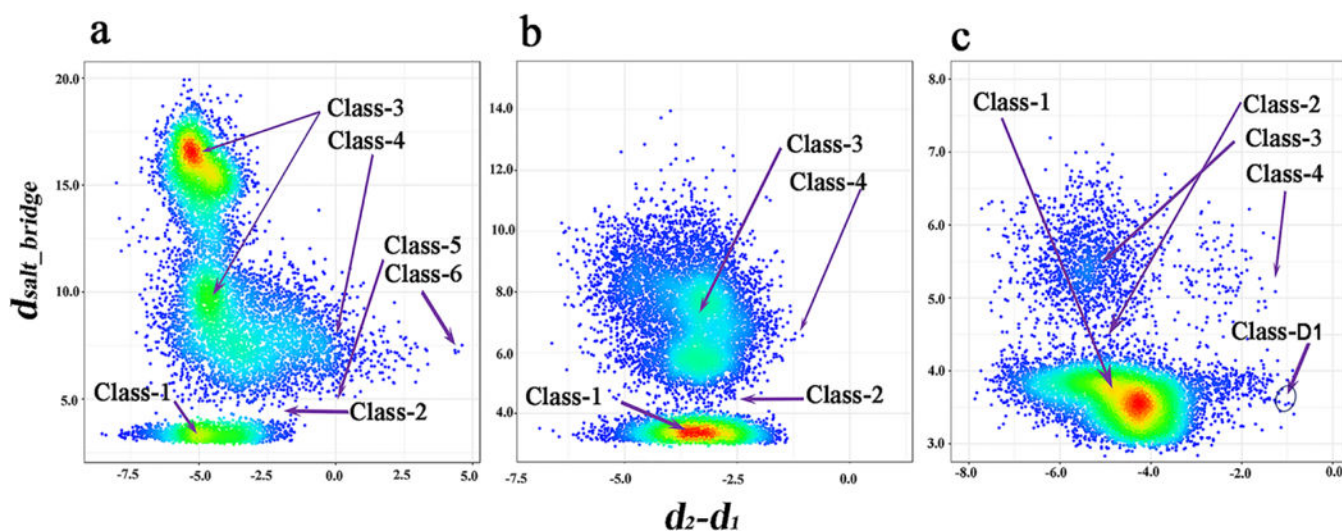 a
20.0
15.0
10.0
5.0
-7.5
-5.0
-2.5
0.0
2.5
5.0
Class-3
Class-4
Class-5
Class-6
Class-1
Class-2
b
14.0
12.0
10.0
8.0
6.0
4.0
-7.5
-5.0
-2.5
0.0
Class-3
Class-4
Class-1
Class-2
c
8.0
7.0
6.0
5.0
4.0
3.0
-8.0
-6.0
-4.0
-2.0
0.0
Class-1
Class-2
Class-3
Class-4
Class-D1
dsalt_bridge
d2-d1